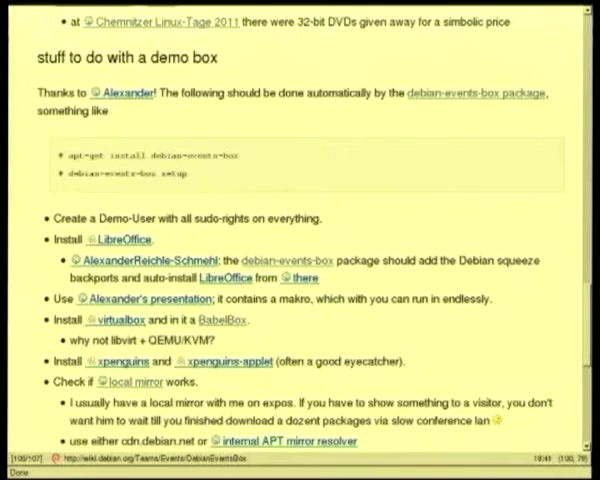 • at Chemnitzer Linux-Tage 2011 there were 32-bit DVDs given away for a simbolic price
stuff to do with a demo box
Thanks to Alexander! The following should be done automatically by the debian-events-box package,
something like
# apt-get install debian-events-box
# debian-events-box setup
• Create a Demo-User with all sudo-rights on everything.
• Install LibreOffice.
• AlexanderReichle-Schmehl: the debian-events-box package should add the Debian squeeze
backports and auto-install LibreOffice from there
• Use Alexander's presentation; it contains a makro, which with you can run in endlessly.
• Install virtualbox and in it a BabelBox.
• why not libvirt + QEMU/KVM?
• Install xpenguins and xpenguins-applet (often a good eyecatcher).
• Check if local mirror works.
• I usually have a local mirror with me on expos. If you have to show something to a visitor, you don't
want him to wait till you finished download a dozent packages via slow conference lan
• use either cdn.debian.net or internal APT mirror resolver
[105/107] http://wiki.debian.org/Teams/Events/DebianEventsBox (100, 78)
Done